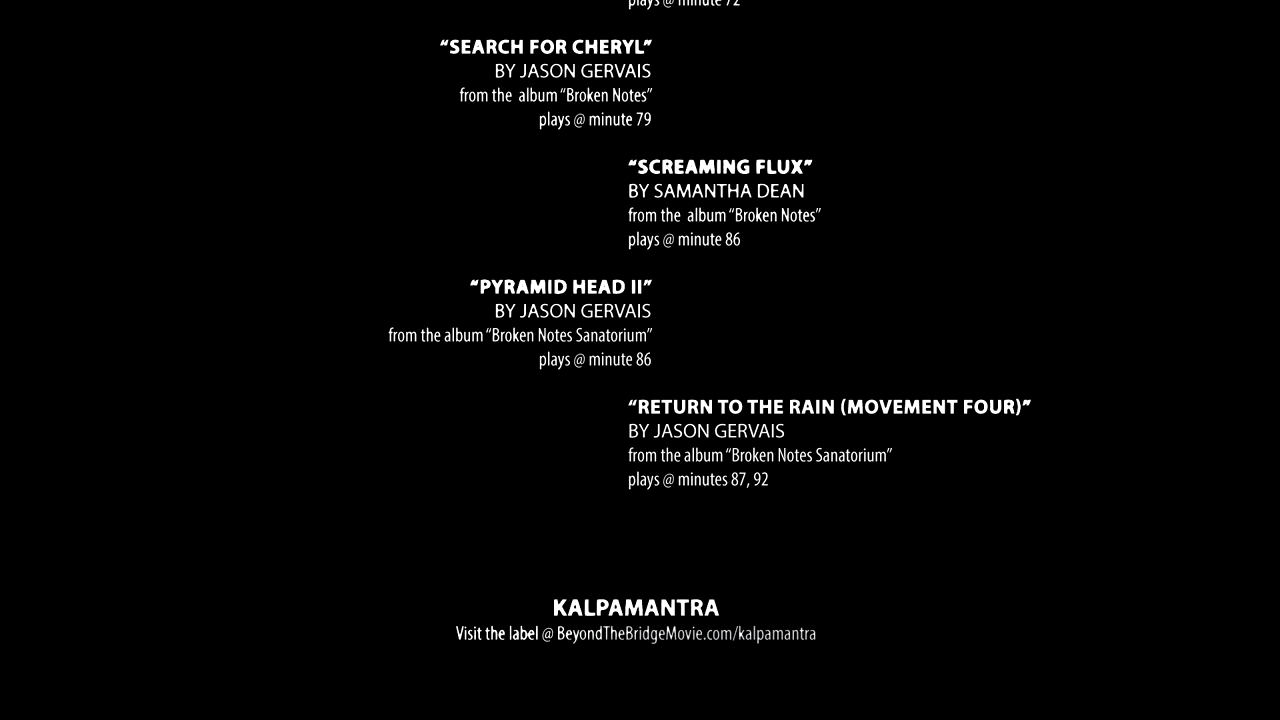 plays @ minute 72
“SEARCH FOR CHERYL”
BY JASON GERVAIS
from the album “Broken Notes”
plays @ minute 79
“SCREAMING FLUX”
BY SAMANTHA DEAN
from the album “Broken Notes”
plays @ minute 86
“PYRAMID HEAD II”
BY JASON GERVAIS
from the album “Broken Notes Sanatorium”
plays @ minute 86
“RETURN TO THE RAIN (MOVEMENT FOUR)”
BY JASON GERVAIS
from the album “Broken Notes Sanatorium”
plays @ minutes 87, 92
KALPAMANTRA
Visit the label @ BeyondTheBridgeMovie.com/kalpamantra